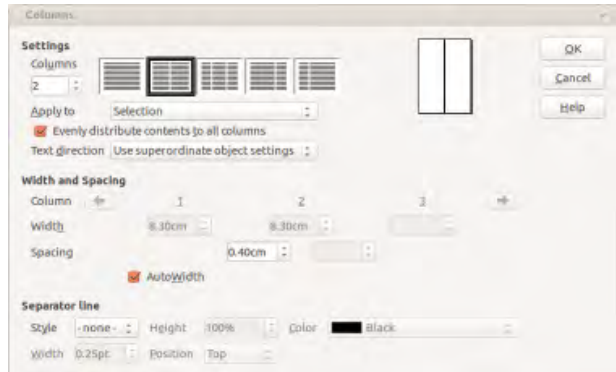 Columns
Settings
OK
Columns
2
Cancel
Apply to Selection
Help
Evenly distribute contents to all columns
Text direction Use superordinate object settings
Width and Spacing
Column 1 2 3
Width 8.30cm 8.30cm
Spacing 0.40cm
AutoWidth
Separator line
Style -none- Height 100% Color Black
Width 0.25pt Position Top